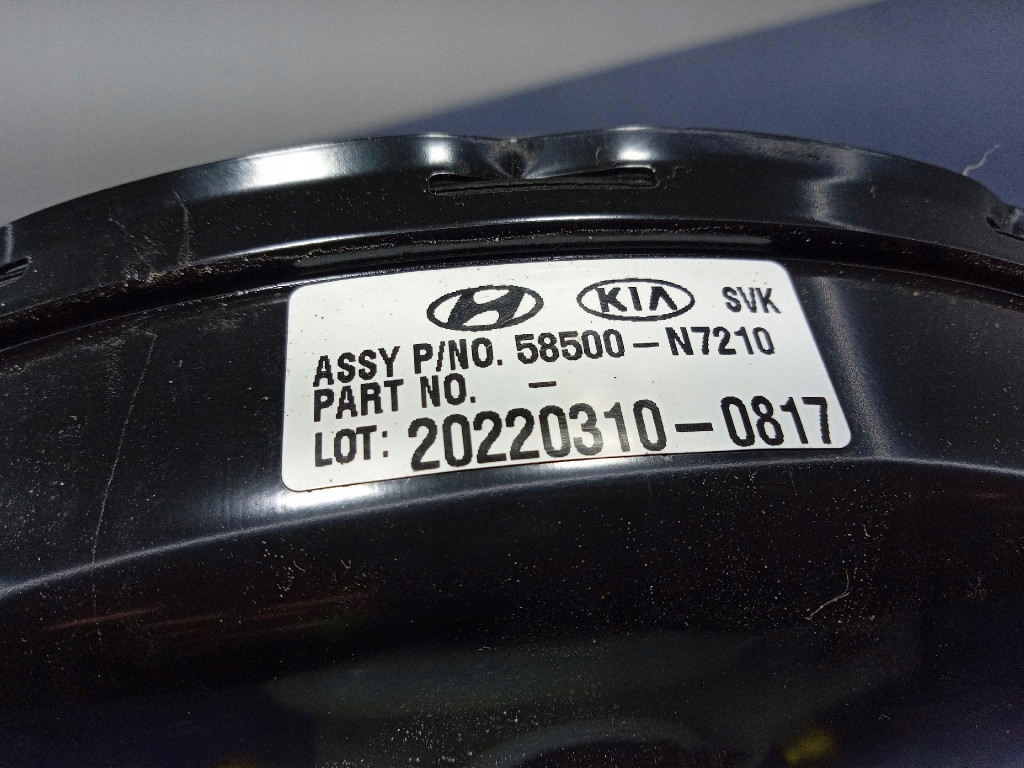 KIA SVK
ASSY P/NO. 58500-N7210
PART NO. -
LOT: 20220310-0817